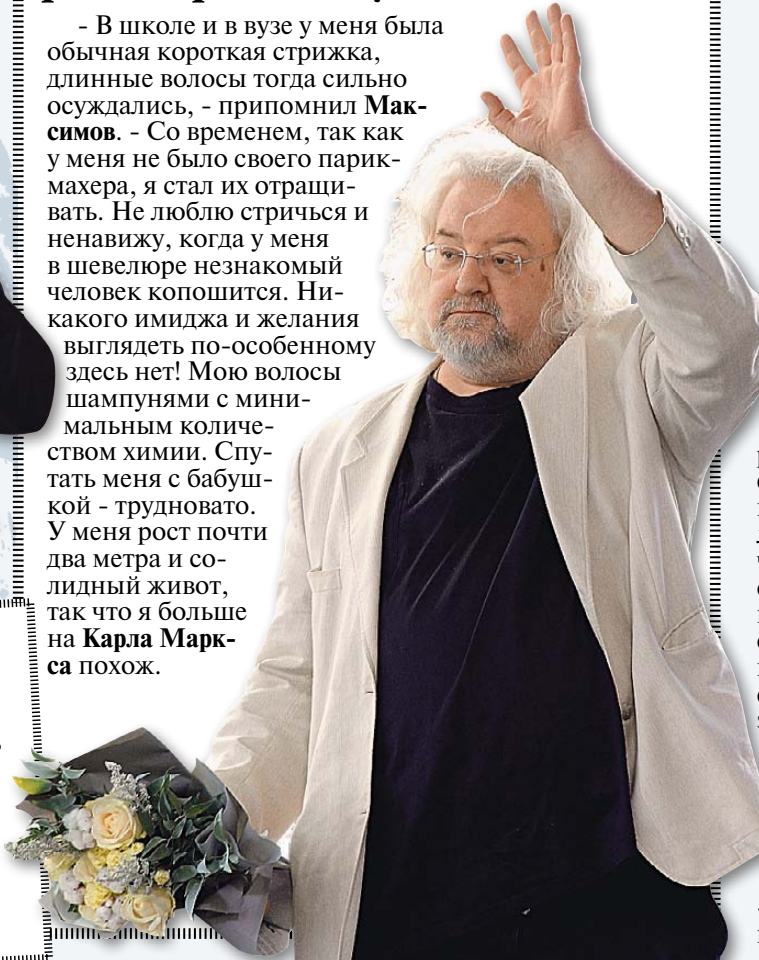 - В школе и в вузе у меня была
обычная короткая стрижка,
длинные волосы тогда сильно
осуждались, - припомнил Мак-
симов. - Со временем, так как
у меня не было своего парик-
махера, я стал их отращи-
вать. Не люблю стричься и
ненавижу, когда у меня
в шевелюре незнакомый
человек копошится. Ни-
какого имиджа и желания
выглядеть по-особенному
здесь нет! Мою волосы
шампунями с мини-
мальным количе-
ством химии. Спу-
тать меня с бабуш-
кой - трудновато.
У меня рост почти
два метра и со-
лидный живот,
так что я больше
на Карла Марк-
са похож.